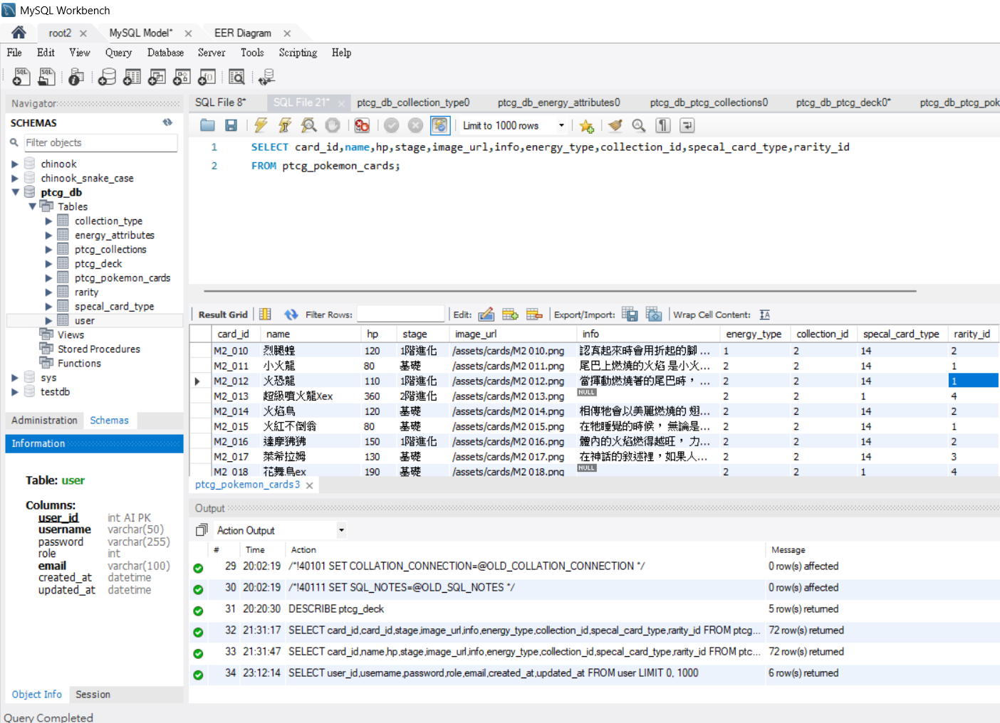 MySQL Workbench
root2 MySQL Model* EER Diagram
File Edit View Query Database Server Tools Scripting Help
Navigator
SCHEMAS
Filter objects
chinook
chinook_snake_case
ptcg_db
Tables
collection_type
energy_attributes
ptcg_collections
ptcg_deck
ptcg_pokemon_cards
rarity
specal_card_type
user
Views
Stored Procedures
Functions
sys
testdb
Administration Schemas
Information
Table: user
Columns:
user_id int AI PK
username varchar(50)
password varchar(255)
role int
email varchar(100)
created_at datetime
updated_at datetime
Object Info Session
Query Completed
SQL File 8* SQL File 21* ptcg_db_collection_type0 ptcg_db_energy_attributes0 ptcg_db_ptcg_collections0 ptcg_db_ptcg_deck0* ptcg_db_ptcg_pok
Limit to 1000 rows
1 SELECT card_id,name,hp,stage,image_url,info,energy_type,collection_id,specal_card_type,rarity_id
2 FROM ptcg_pokemon_cards;
Result Grid Filter Rows: Edit: Export/Import: Wrap Cell Content: IA
card_id name hp stage image_url info energy_type collection_id specal_card_type rarity_id
M2_010 烈腿蝗 120 1階進化 /assets/cards/M2 010.png 認真起來時會用折起的腳 ... 1 2 14 2
M2_011 小火龍 80 基礎 /assets/cards/M2 011.png 尾巴上燃燒的火焰 是小火... 2 2 14 1
M2_012 火恐龍 110 1階進化 /assets/cards/M2 012.png 當揮動燃燒著的尾巴時， ... 2 2 14 1
M2_013 超級噴火龍Xex 360 2階進化 /assets/cards/M2 013.png NULL 2 2 1 4
M2_014 火焰鳥 120 基礎 /assets/cards/M2 014.png 相傳牠會以美麗燃燒的 翅... 2 2 14 2
M2_015 火紅不倒翁 80 基礎 /assets/cards/M2 015.png 在牠睡覺的時候， 無論是... 2 2 14 1
M2_016 達摩狒狒 150 1階進化 /assets/cards/M2 016.png 體內的火焰燃得越旺， 力... 2 2 14 2
M2_017 萊希拉姆 130 基礎 /assets/cards/M2 017.png 在神話的敘述裡，如果人... 2 2 14 3
M2_018 花舞鳥ex 190 基礎 /assets/cards/M2 018.png NULL 2 2 1 4
ptcg_pokemon_cards3
Output
Action Output
# Time Action Message
29 20:02:19 /*!40101 SET COLLATION_CONNECTION=@OLD_COLLATION_CONNECTION */ 0 row(s) affected
30 20:02:19 /*!40111 SET SQL_NOTES=@OLD_SQL_NOTES */ 0 row(s) affected
31 20:20:30 DESCRIBE ptcg_deck 5 row(s) returned
32 21:31:17 SELECT card_id,card_id,stage,image_url,info,energy_type,collection_id,specal_card_type,rarity_id FROM ptcg... 72 row(s) returned
33 21:31:47 SELECT card_id,name,hp,stage,image_url,info,energy_type,collection_id,specal_card_type,rarity_id FROM ptc... 72 row(s) returned
34 23:12:14 SELECT user_id,username,password,role,email,created_at,updated_at FROM user LIMIT 0, 1000 6 row(s) returned